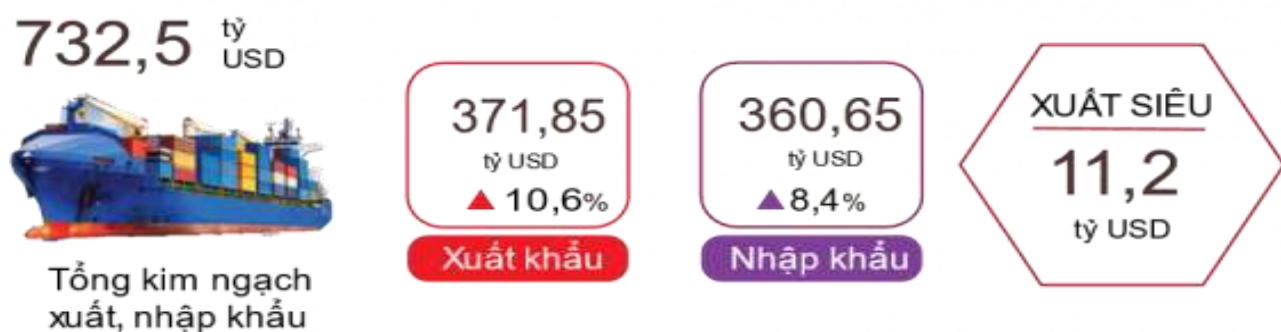 732,5 tỷ
USD
Tổng kim ngạch
xuất, nhập khẩu
371,85
tỷ USD
▲ 10,6%
Xuất khẩu
360,65
tỷ USD
▲ 8,4%
Nhập khẩu
XUẤT SIÊU
11,2
tỷ USD